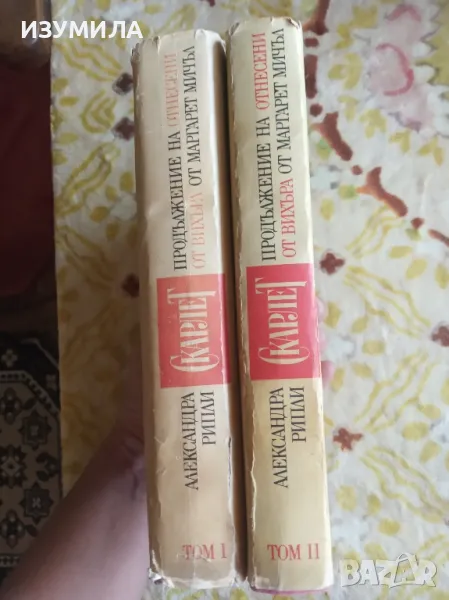 ИЗУМИЛА
АЛЕКСАНДРА
РИПЛИ
СКАРЛЕТ
ПРОДЪЛЖЕНИЕ НА ОТНЕСЕНИ
ОТ ВИХЪРА ОТ МАРГАРЕТ МИЧЪЛ
ТОМ I
АЛЕКСАНДРА
РИПЛИ
СКАРЛЕТ
ПРОДЪЛЖЕНИЕ НА ОТНЕСЕНИ
ОТ ВИХЪРА ОТ МАРГАРЕТ МИЧЪЛ
ТОМ II
bazar